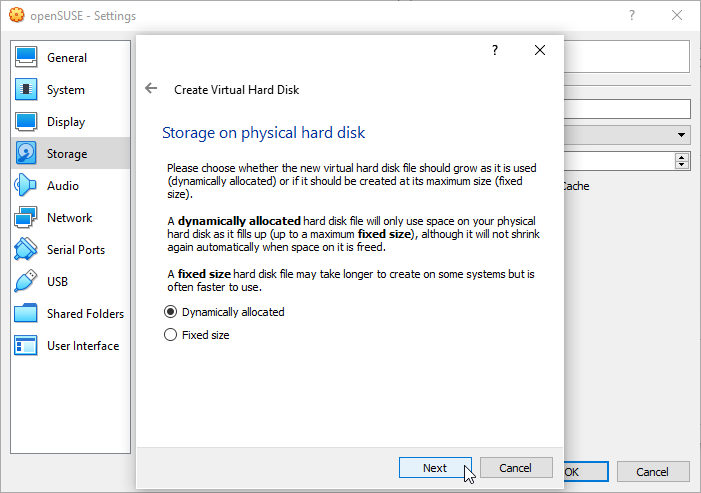 openSUSE - Settings
?
General
System
Display
Storage
Audio
Network
Serial Ports
USB
Shared Folders
User Interface
Cache
OK
Cancel
?
Create Virtual Hard Disk
Storage on physical hard disk
Please choose whether the new virtual hard disk file should grow as it is used
(dynamically allocated) or if it should be created at its maximum size (fixed
size).
A dynamically allocated hard disk file will only use space on your physical
hard disk as it fills up (up to a maximum fixed size), although it will not shrink
again automatically when space on it is freed.
A fixed size hard disk file may take longer to create on some systems but is
often faster to use.
Dynamically allocated
Fixed size
Next
Cancel